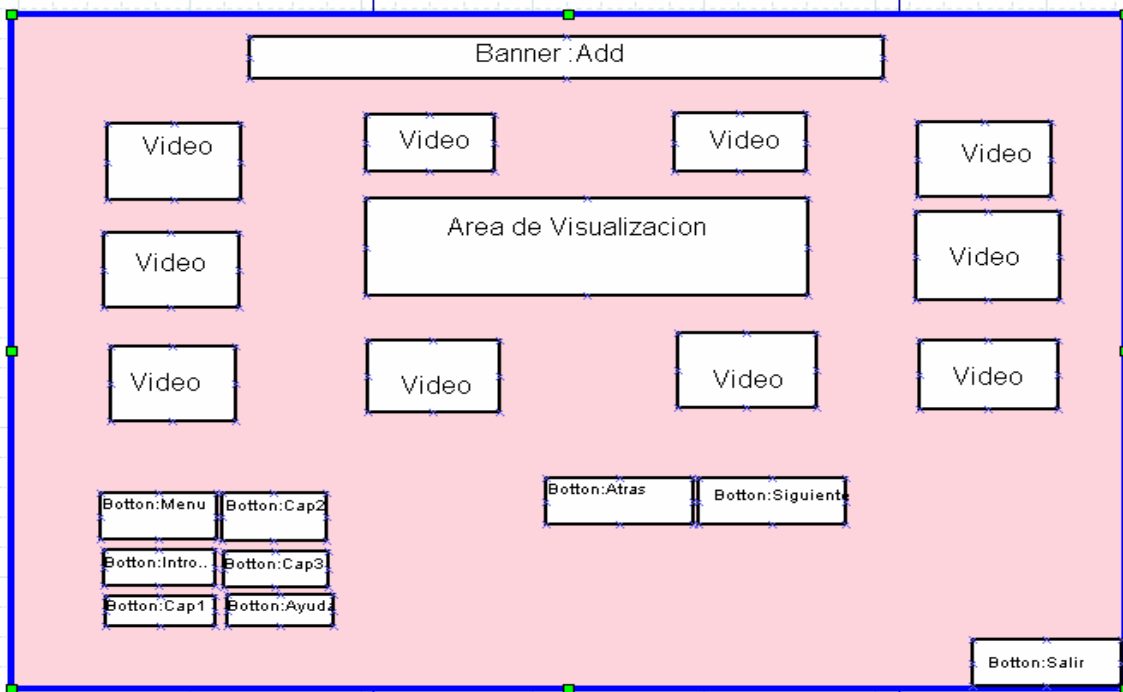 Banner :Add
Video
Video
Video
Video
Area de Visualizacion
Video
Video
Video
Video
Video
Video
Botton:Menu
Botton:Cap2
Botton:Atras
Botton:Siguiente
Botton:Intro..
Botton:Cap3
Botton:Cap1
Botton:Ayuda
Botton:Salir